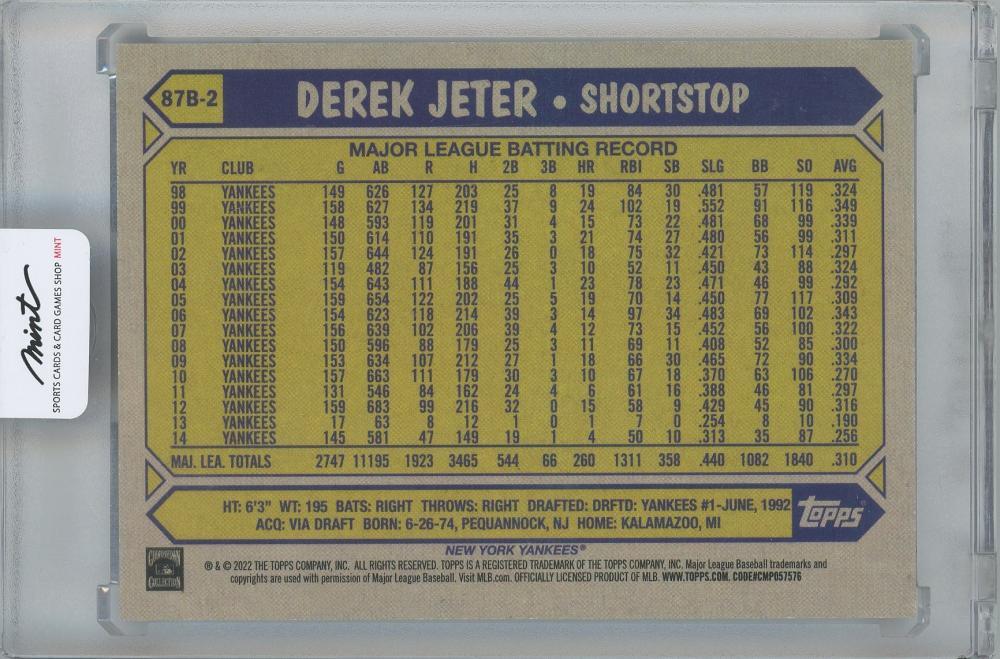 87B-2
DEREK JETER • SHORTSTOP
MAJOR LEAGUE BATTING RECORD
YR CLUB G AB R H 2B 3B HR RBI SB SLG BB SO AVG
98 YANKEES 149 626 127 203 25 8 19 84 30 .481 57 119 .324
99 YANKEES 158 627 134 219 37 9 24 102 19 .552 91 116 .349
00 YANKEES 148 593 119 201 31 4 15 73 22 .481 68 99 .339
01 YANKEES 150 614 110 191 35 3 21 74 27 .480 56 99 .311
02 YANKEES 157 644 124 191 26 0 18 75 32 .421 73 114 .297
03 YANKEES 119 482 87 156 25 3 10 52 11 .450 43 88 .324
04 YANKEES 154 643 111 188 44 1 23 78 23 .471 46 99 .292
05 YANKEES 159 654 122 202 25 5 19 70 14 .450 77 117 .309
06 YANKEES 154 623 118 214 39 3 14 97 34 .483 69 102 .343
07 YANKEES 156 639 102 206 39 4 12 73 15 .452 56 100 .322
08 YANKEES 150 596 88 179 25 3 11 69 11 .408 52 85 .300
09 YANKEES 153 634 107 212 27 1 18 66 30 .465 72 90 .334
10 YANKEES 157 663 111 179 30 3 10 67 18 .370 63 106 .270
11 YANKEES 131 546 84 162 24 4 6 61 16 .388 46 81 .297
12 YANKEES 159 683 99 216 32 0 15 58 9 .429 45 90 .316
13 YANKEES 17 63 8 12 1 0 1 7 0 .254 8 10 .190
14 YANKEES 145 581 47 149 19 1 4 50 10 .313 35 87 .256
MAJ. LEA. TOTALS 2747 11195 1923 3465 544 66 260 1311 358 .440 1082 1840 .310
HT: 6'3" WT: 195 BATS: RIGHT THROWS: RIGHT DRAFTED: DRFTD: YANKEES #1-JUNE, 1992
ACQ: VIA DRAFT BORN: 6-26-74, PEQUANNOCK, NJ HOME: KALAMAZOO, MI
Topps
NEW YORK YANKEES®
® & © 2022 THE TOPPS COMPANY, INC. ALL RIGHTS RESERVED. TOPPS IS A REGISTERED TRADEMARK OF THE TOPPS COMPANY, INC. Major League Baseball trademarks and
copyrights are used with permission of Major League Baseball. Visit MLB.com. OFFICIALLY LICENSED PRODUCT OF MLB. WWW.TOPPS.COM. CODE#CMP057576
COOPERSTOWN
COLLECTION
mint
SPORTS CARDS & CARD GAMES SHOP MINT